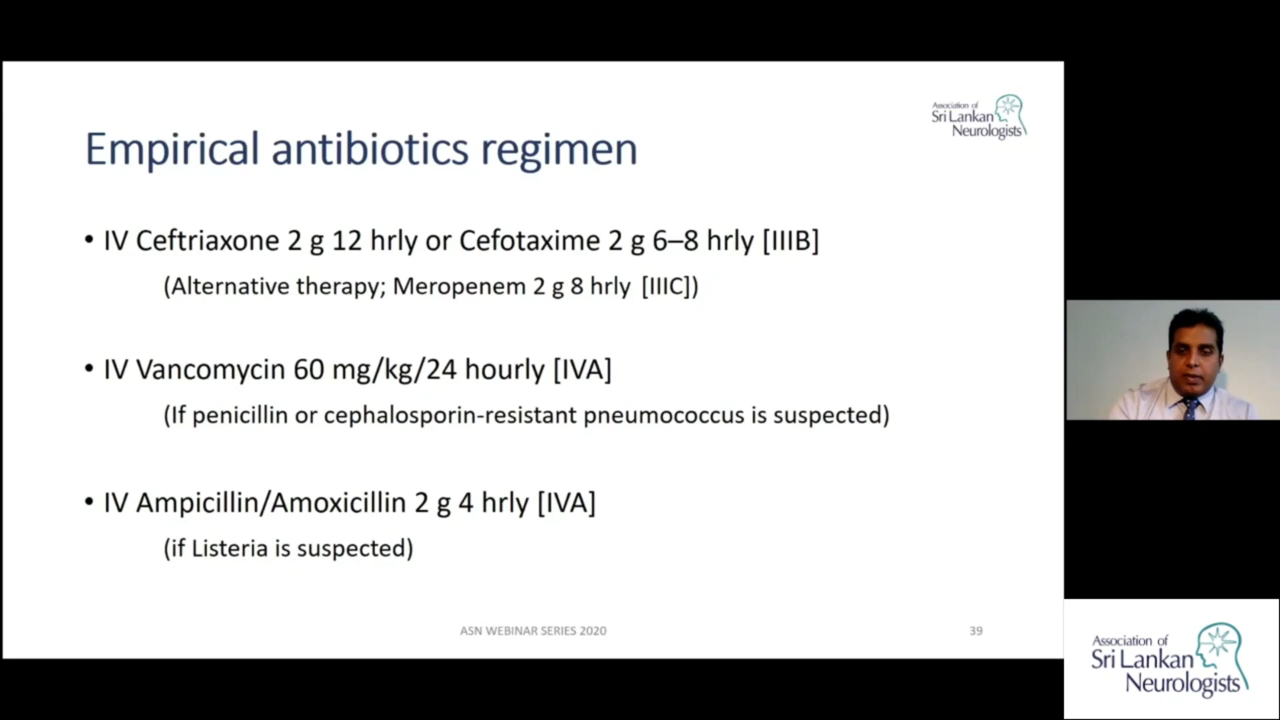 Association of
Sri Lankan
Neurologists
Empirical antibiotics regimen
• IV Ceftriaxone 2 g 12 hrly or Cefotaxime 2 g 6–8 hrly [IIIB]
(Alternative therapy; Meropenem 2 g 8 hrly [IIIC])
• IV Vancomycin 60 mg/kg/24 hourly [IVA]
(If penicillin or cephalosporin-resistant pneumococcus is suspected)
• IV Ampicillin/Amoxicillin 2 g 4 hrly [IVA]
(if Listeria is suspected)
ASN WEBINAR SERIES 2020
39
Association of
Sri Lankan
Neurologists